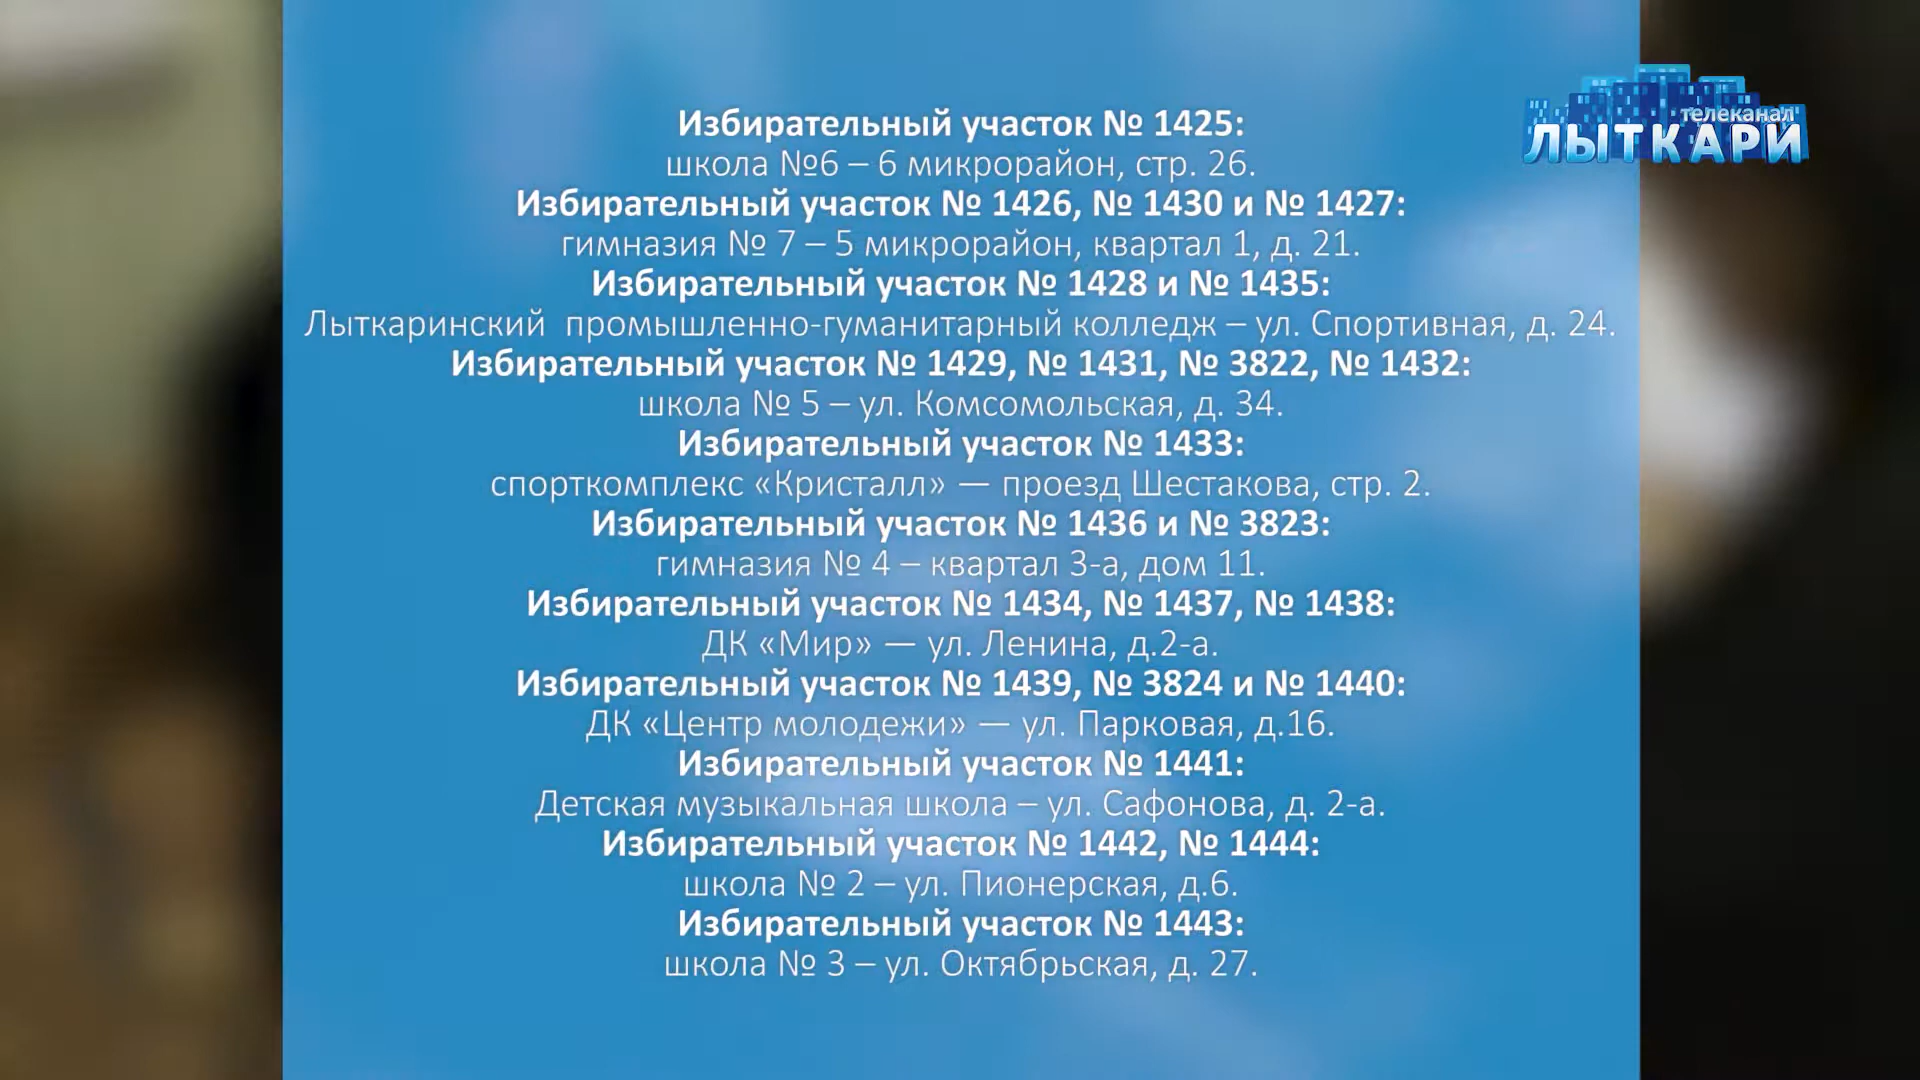 телеканал
ЛЫТКАРИ
Избирательный участок № 1425:
школа №6 – 6 микрорайон, стр. 26.
Избирательный участок № 1426, № 1430 и № 1427:
гимназия № 7 – 5 микрорайон, квартал 1, д. 21.
Избирательный участок № 1428 и № 1435:
Лыткаринский  промышленно-гуманитарный колледж – ул. Спортивная, д. 24.
Избирательный участок № 1429, № 1431, № 3822, № 1432:
школа № 5 – ул. Комсомольская, д. 34.
Избирательный участок № 1433:
спорткомплекс «Кристалл» — проезд Шестакова, стр. 2.
Избирательный участок № 1436 и № 3823:
гимназия № 4 – квартал 3-а, дом 11.
Избирательный участок № 1434, № 1437, № 1438:
ДК «Мир» — ул. Ленина, д.2-а.
Избирательный участок № 1439, № 3824 и № 1440:
ДК «Центр молодежи» — ул. Парковая, д.16.
Избирательный участок № 1441:
Детская музыкальная школа – ул. Сафонова, д. 2-а.
Избирательный участок № 1442, № 1444:
школа № 2 – ул. Пионерская, д.6.
Избирательный участок № 1443:
школа № 3 – ул. Октябрьская, д. 27.